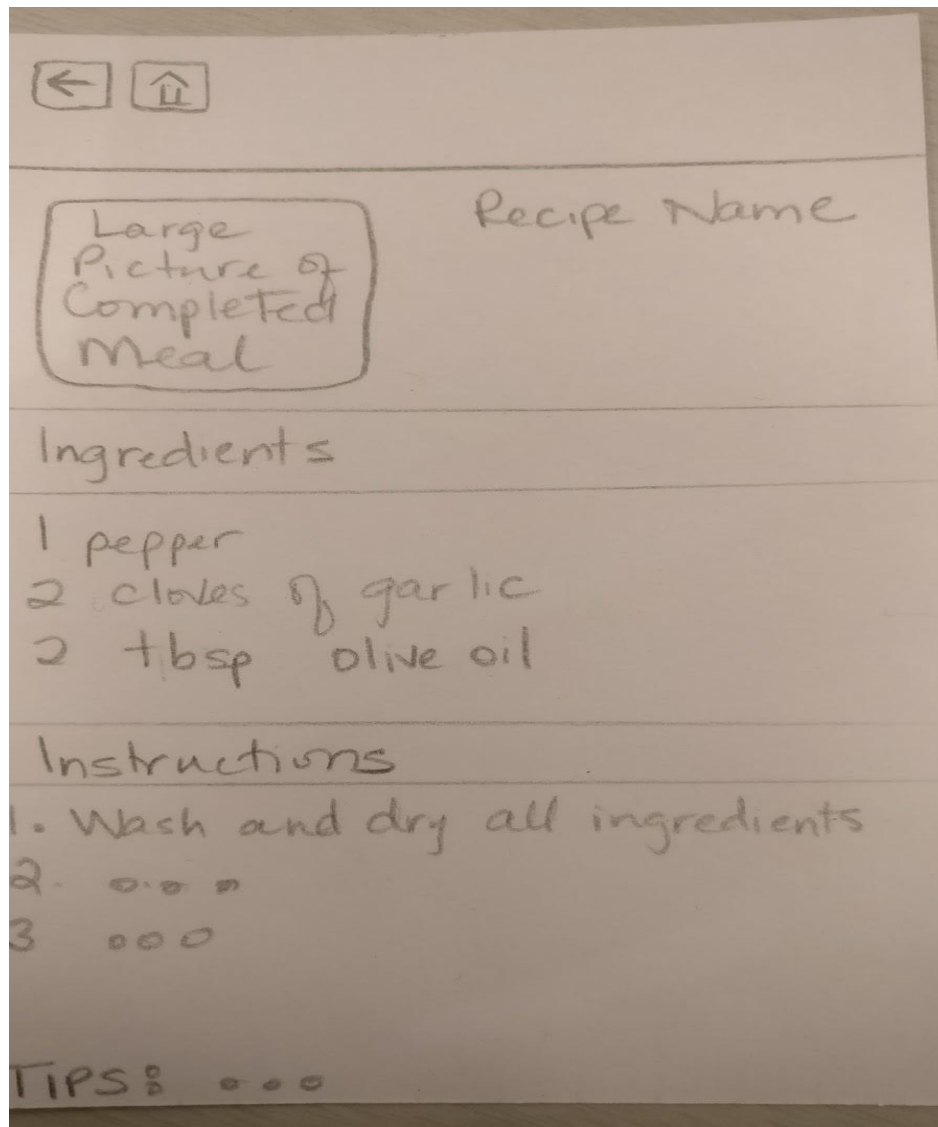 Large
Picture of
Completed
Meal
Recipe Name
Ingredients
1 pepper
2 cloves of garlic
2 tbsp olive oil
Instructions
1. Wash and dry all ingredients
2. ...
3 ...
TIPS: ...